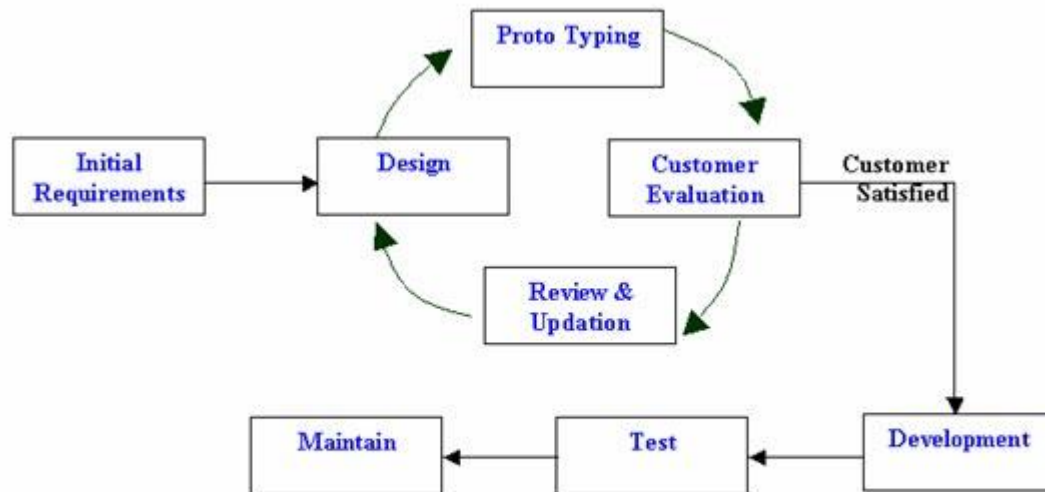 Proto Typing
Initial
Requirements
Design
Customer
Evaluation
Customer
Satisfied
Review &
Updation
Maintain
Test
Development